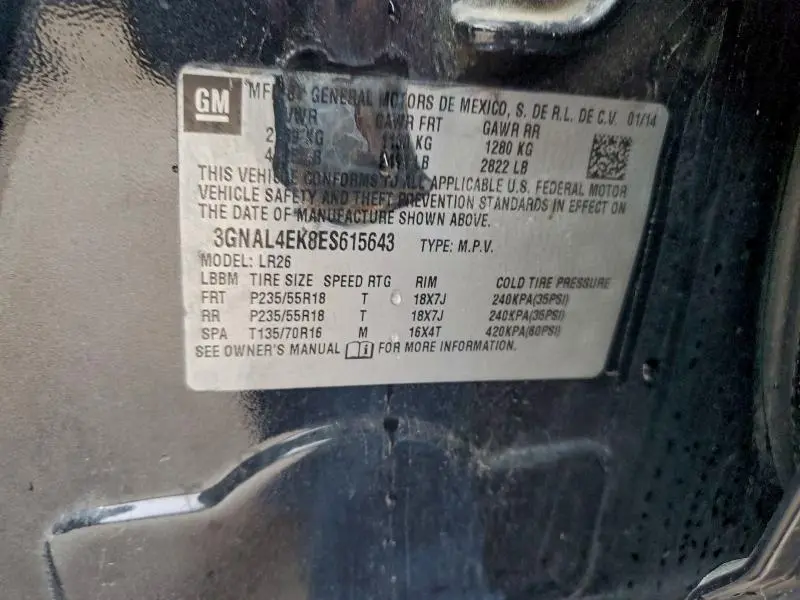 GM
GENERAL MOTORS DE MEXICO, S. DE R.L. DE C.V. 01/14
GAWR FRT GAWR RR
KG KG 1280 KG
LB LB 2822 LB
THIS VEHICLE CONFORMS TO ALL APPLICABLE U.S. FEDERAL MOTOR
VEHICLE SAFETY AND THEFT PREVENTION STANDARDS IN EFFECT ON
THE DATE OF MANUFACTURE SHOWN ABOVE.
3GNAL4EK8ES615643 TYPE: M.P.V.
MODEL: LR26
LBBM TIRE SIZE SPEED RTG RIM COLD TIRE PRESSURE
FRT P235/55R18 T 18X7J 240KPA(35PSI)
RR P235/55R18 T 18X7J 240KPA(35PSI)
SPA T135/70R16 M 16X4T 420KPA(60PSI)
SEE OWNER'S MANUAL FOR MORE INFORMATION.